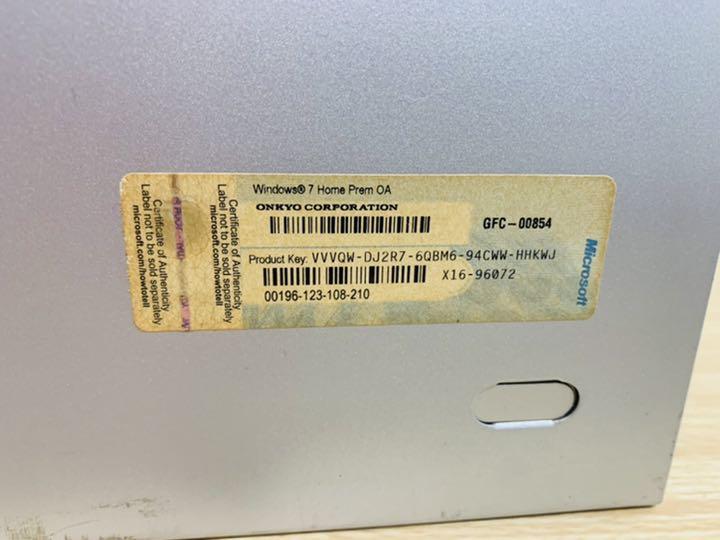 Windows® 7 Home Prem OA
ONKYO CORPORATION
GFC-00854
Product Key: VVVQW-DJ2R7-6QBM6-94CWW-HHKWJ
X16-96072
00196-123-108-210
Microsoft
Certificate of Authenticity
Label not to be sold separately
microsoft.com/howtotell
Certificate of Authenticity
Label not to be sold separately
microsoft.com/howtotell